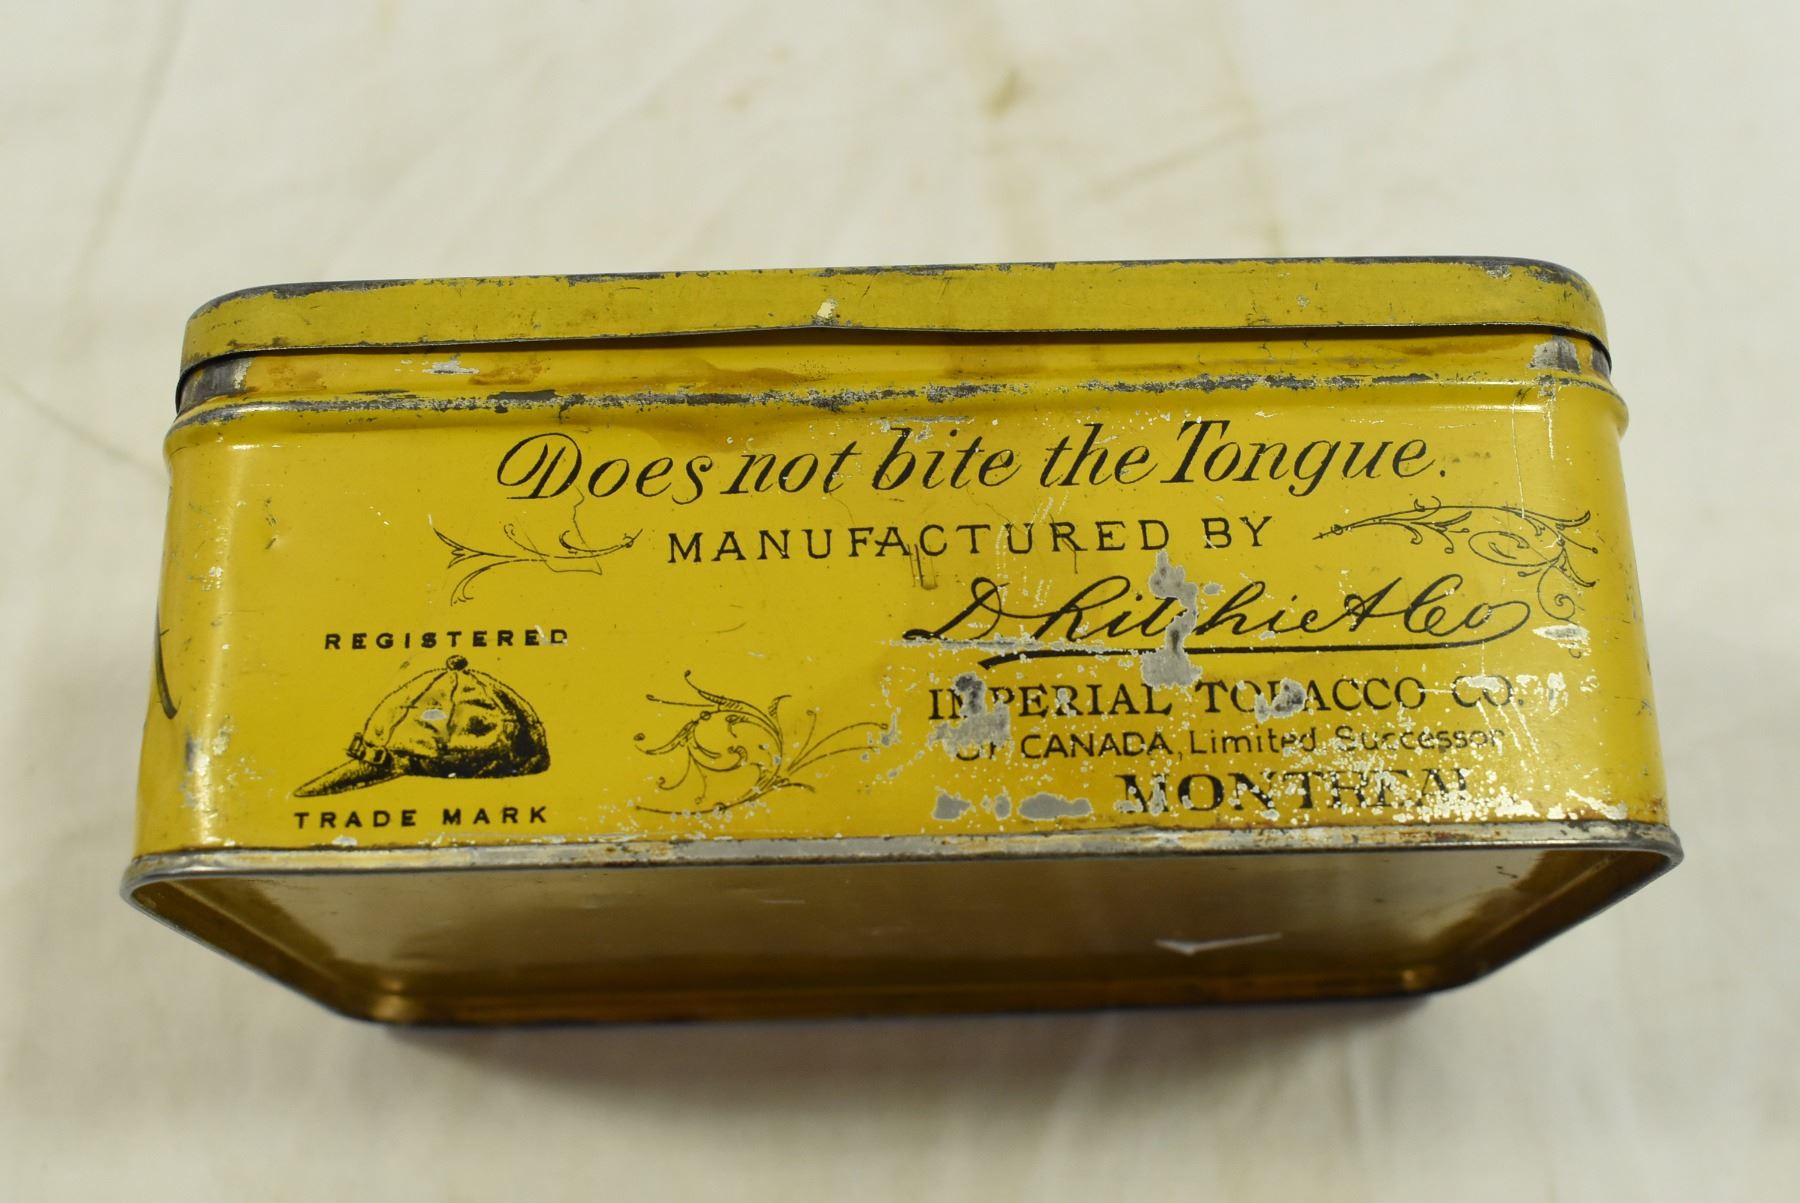 Does not bite the Tongue.
MANUFACTURED BY
D Ritchie & Co
REGISTERED
TRADE MARK
IMPERIAL TOBACCO CO.
OF CANADA, Limited Successor
MONTREAL